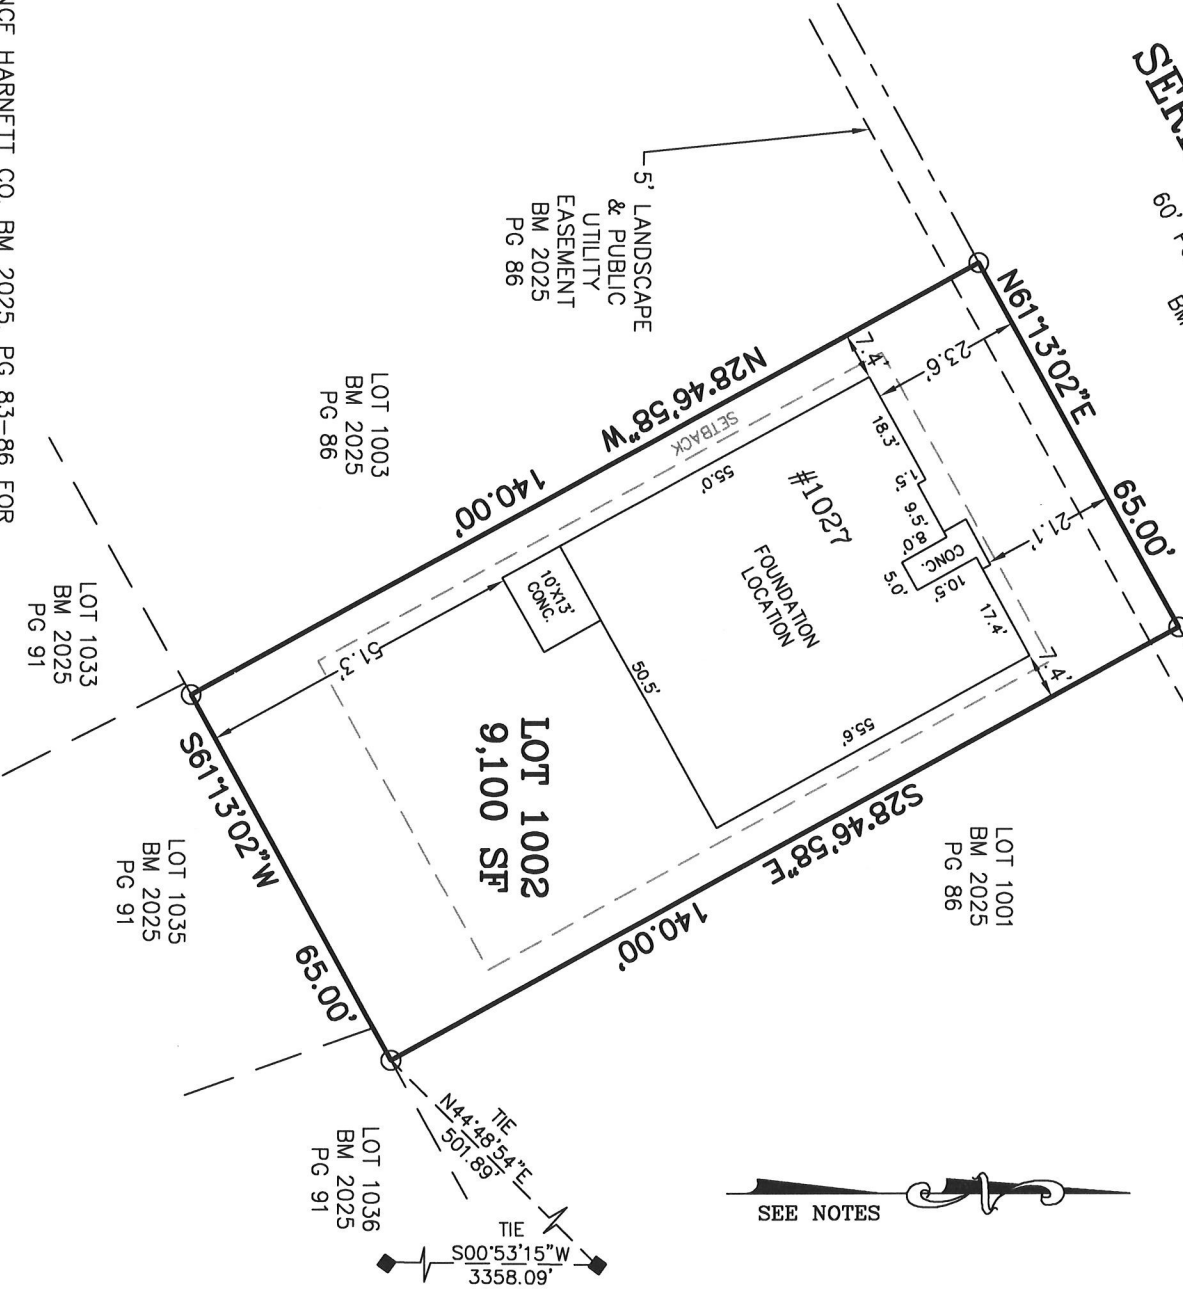 SER
60' P
BM
N61°13'02"E
65.00'
5' LANDSCAPE
& PUBLIC
UTILITY
EASEMENT
BM 2025
PG 86
23.6'
21.1'
7.4'
18.3'
1.5'
9.5'
8.0'
CONC.
5.0'
10.5'
17.4'
7.4'
N28°46'58"W
140.00'
SETBACK
55.0'
#1027
FOUNDATION
LOCATION
10'X13'
CONC.
50.5'
55.6'
51.3'
LOT 1002
9,100 SF
S28°46'58"E
140.00'
S61°13'02"W
65.00'
LOT 1003
BM 2025
PG 86
LOT 1001
BM 2025
PG 86
LOT 1033
BM 2025
PG 91
LOT 1035
BM 2025
PG 91
LOT 1036
BM 2025
PG 91
TIE
N44°48'54"E
501.89'
TIE
S00°53'15"W
3358.09'
SEE NOTES
HARNETT CO. BM 2025, PG 83-86 FOR